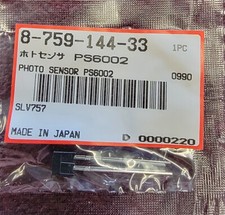 8-759-144-33 1PC
ホトセンサ PS6002
PHOTO SENSOR PS6002 0990
SLV757
MADE IN JAPAN D 0000220